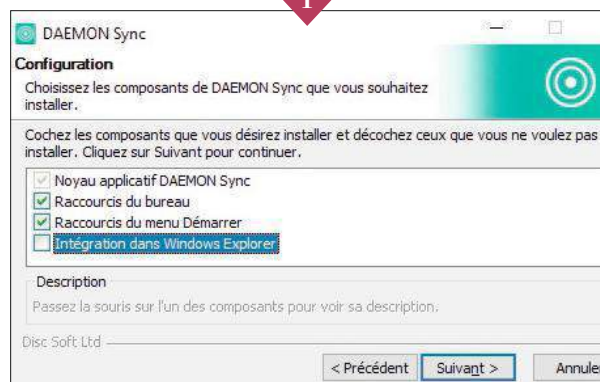 1
DAEMON Sync
Configuration
Choisissez les composants de DAEMON Sync que vous souhaitez
installer.
Cochez les composants que vous désirez installer et décochez ceux que vous ne voulez pas
installer. Cliquez sur Suivant pour continuer.
Noyau applicatif DAEMON Sync
Raccourcis du bureau
Raccourcis du menu Démarrer
Intégration dans Windows Explorer
Description
Passez la souris sur l'un des composants pour voir sa description.
Disc Soft Ltd
< Précédent Suivant > Annuler